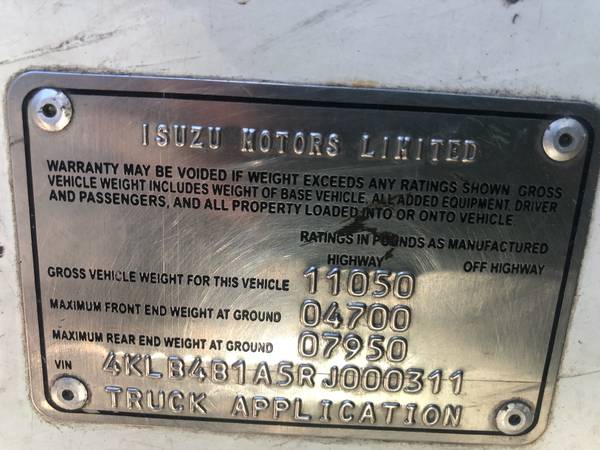 ISUZU MOTORS LIMITED
WARRANTY MAY BE VOIDED IF WEIGHT EXCEEDS ANY RATINGS SHOWN GROSS
VEHICLE WEIGHT INCLUDES WEIGHT OF BASE VEHICLE, ALL ADDED EQUIPMENT, DRIVER
AND PASSENGERS, AND ALL PROPERTY LOADED INTO OR ONTO VEHICLE.
RATINGS IN POUNDS AS MANUFACTURED
HIGHWAY OFF HIGHWAY
GROSS VEHICLE WEIGHT FOR THIS VEHICLE 11050
MAXIMUM FRONT END WEIGHT AT GROUND 04700
MAXIMUM REAR END WEIGHT AT GROUND 07950
VIN 4KLB4B1A5RJ000311
TRUCK APPLICATION